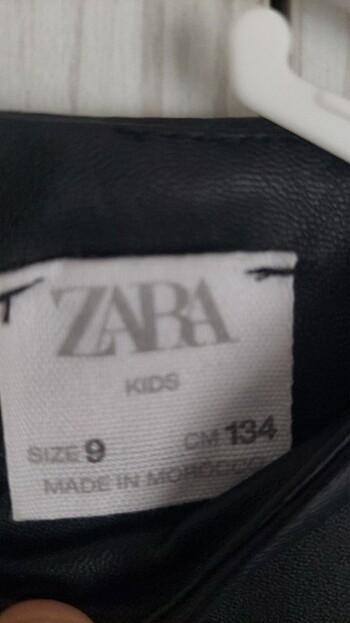 ZARA
KIDS
SIZE 9 CM 134
MADE IN MOROCCO